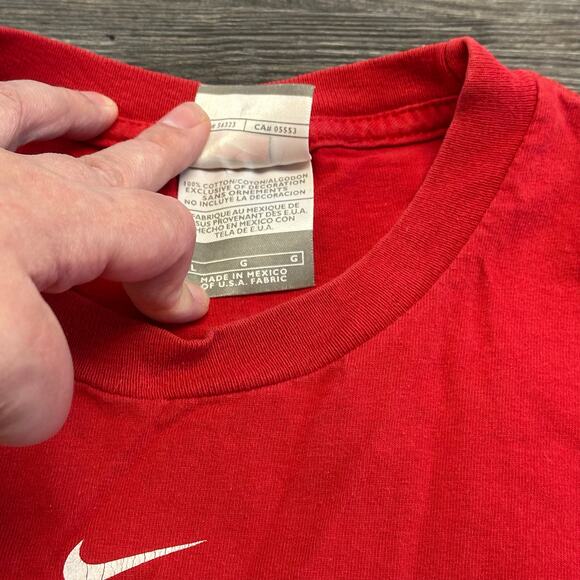 # 56323 CA# 05553
100% COTTON/COTON/ALGODON
EXCLUSIVE OF DECORATION
SANS ORNEMENTS
NO INCLUYE LA DECORACION
FABRIQUE AU MEXIQUE DE
TISSUS PROVENANT DES E.U.A.
HECHO EN MEXICO CON
TELA DE E.U.A.
L G G
MADE IN MEXICO
OF U.S.A. FABRIC